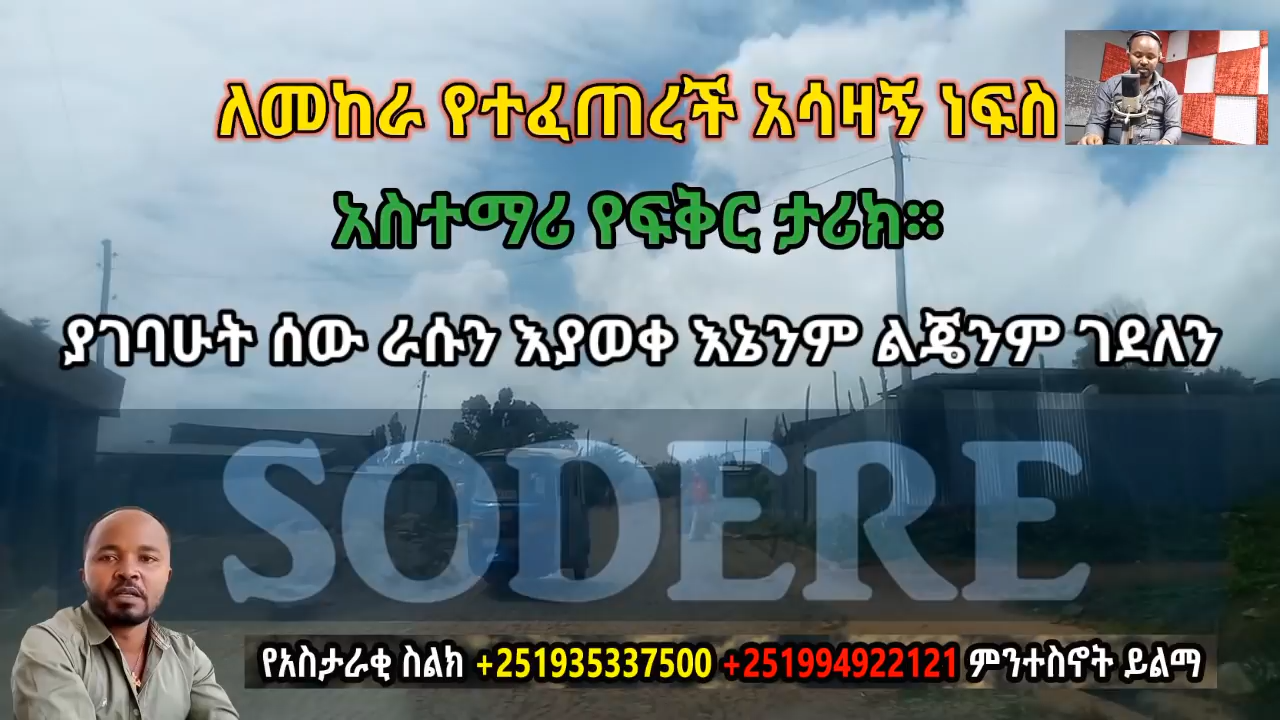 ለመከራ የተፈጠረች አሳዛኝ ነፍስ
አስተማሪ የፍቅር ታሪክ።
ያገባሁት ሰው ራሱን እያወቀ እኔንም ልጄንም ገደለን
SODERE
የአስታራቂ ስልክ +251935337500 +251994922121 ምንተስኖት ይልማ